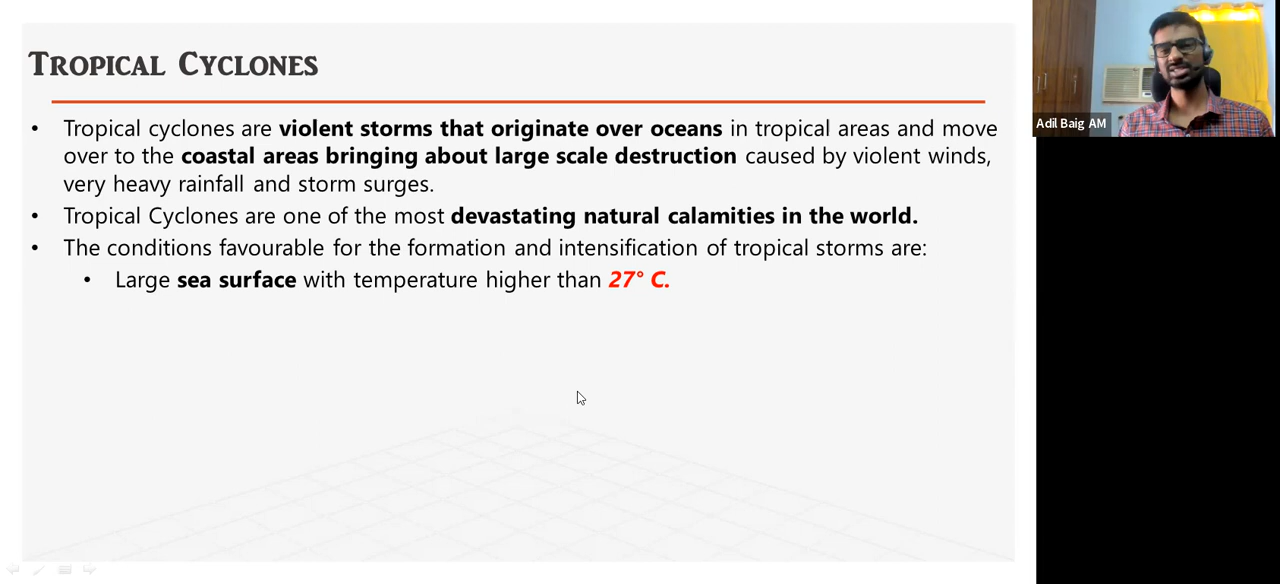 TROPICAL CYCLONES
• Tropical cyclones are violent storms that originate over oceans in tropical areas and move
over to the coastal areas bringing about large scale destruction caused by violent winds,
very heavy rainfall and storm surges.
• Tropical Cyclones are one of the most devastating natural calamities in the world.
• The conditions favourable for the formation and intensification of tropical storms are:
• Large sea surface with temperature higher than 27° C.
Adil Baig AM